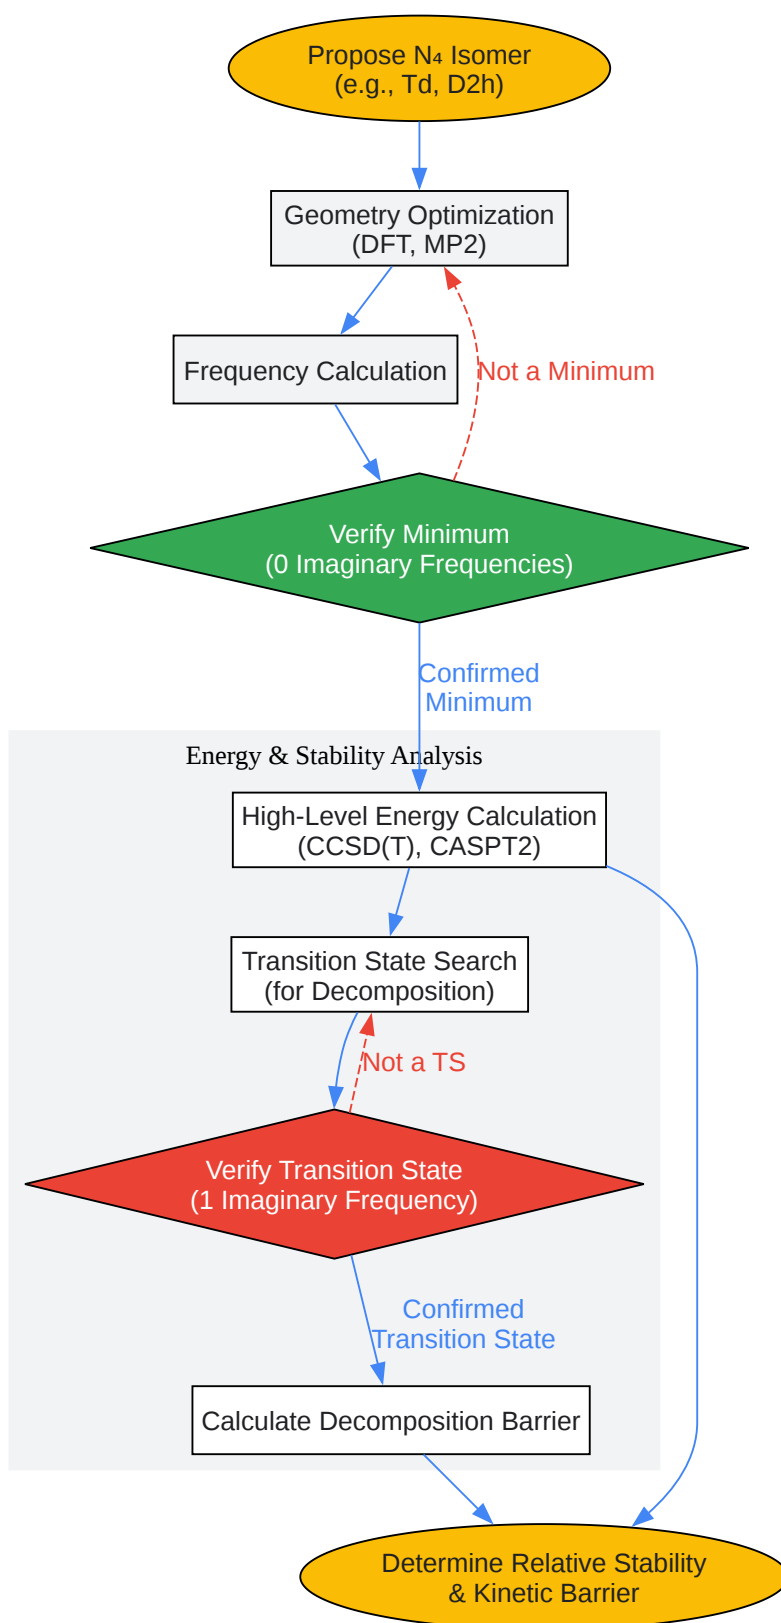 Propose N₄ Isomer
(e.g., Td, D2h)
Geometry Optimization
(DFT, MP2)
Frequency Calculation
Not a Minimum
Verify Minimum
(0 Imaginary Frequencies)
Confirmed
Minimum
Energy & Stability Analysis
High-Level Energy Calculation
(CCSD(T), CASPT2)
Transition State Search
(for Decomposition)
Not a TS
Verify Transition State
(1 Imaginary Frequency)
Confirmed
Transition State
Calculate Decomposition Barrier
Determine Relative Stability
& Kinetic Barrier